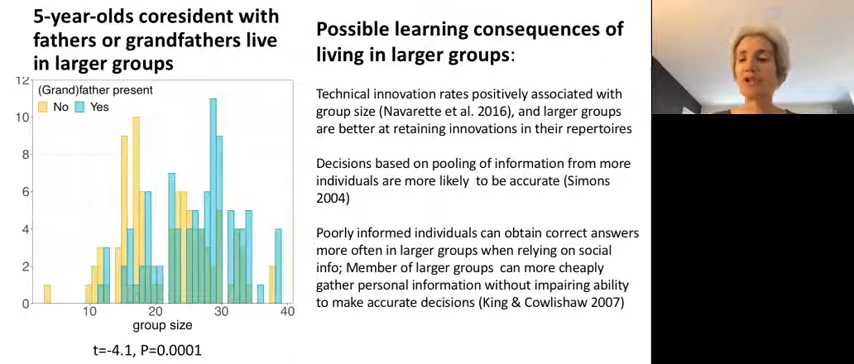 5-year-olds coresident with
fathers or grandfathers live
in larger groups
12
(Grand)father present
No Yes
10
8
6
4
2
0
10 20 30 40
group size
t=-4.1, P=0.0001
Possible learning consequences of
living in larger groups:
Technical innovation rates positively associated with
group size (Navarette et al. 2016), and larger groups
are better at retaining innovations in their repertoires
Decisions based on pooling of information from more
individuals are more likely to be accurate (Simons
2004)
Poorly informed individuals can obtain correct answers
more often in larger groups when relying on social
info; Member of larger groups can more cheaply
gather personal information without impairing ability
to make accurate decisions (King & Cowlishaw 2007)